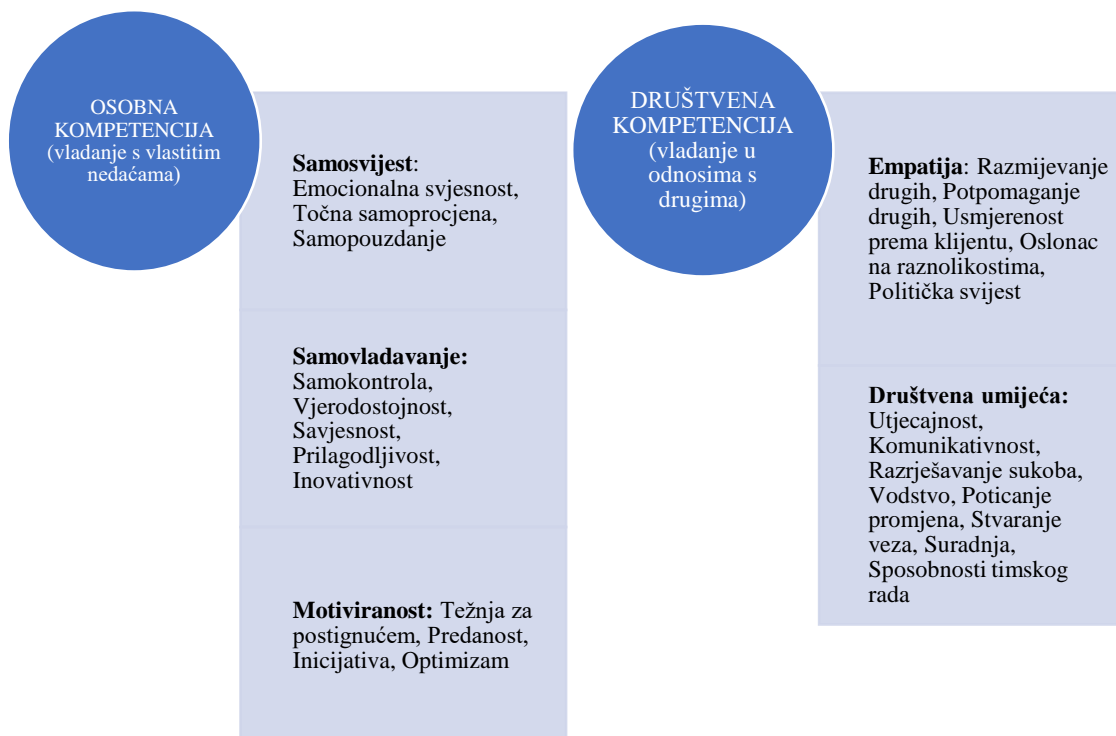 OSOBNA
KOMPETENCIJA
(vladanje s vlastitim
nedaćama)
Samosvijest:
Emocionalna svjesnost,
Točna samoprocjena,
Samopouzdanje
Samovladavanje:
Samokontrola,
Vjerodostojnost,
Savjesnost,
Prilagodljivost,
Inovativnost
Motiviranost: Težnja za
postignućem, Predanost,
Inicijativa, Optimizam
DRUŠTVENA
KOMPETENCIJA
(vladanje u
odnosima s
drugima)
Empatija: Razmijevanje
drugih, Potpomaganje
drugih, Usmjerenost
prema klijentu, Oslonac
na raznolikostima,
Politička svijest
Društvena umijeća:
Utjecajnost,
Komunikativnost,
Razrješavanje sukoba,
Vodstvo, Poticanje
promjena, Stvaranje
veza, Suradnja,
Sposobnosti timskog
rada